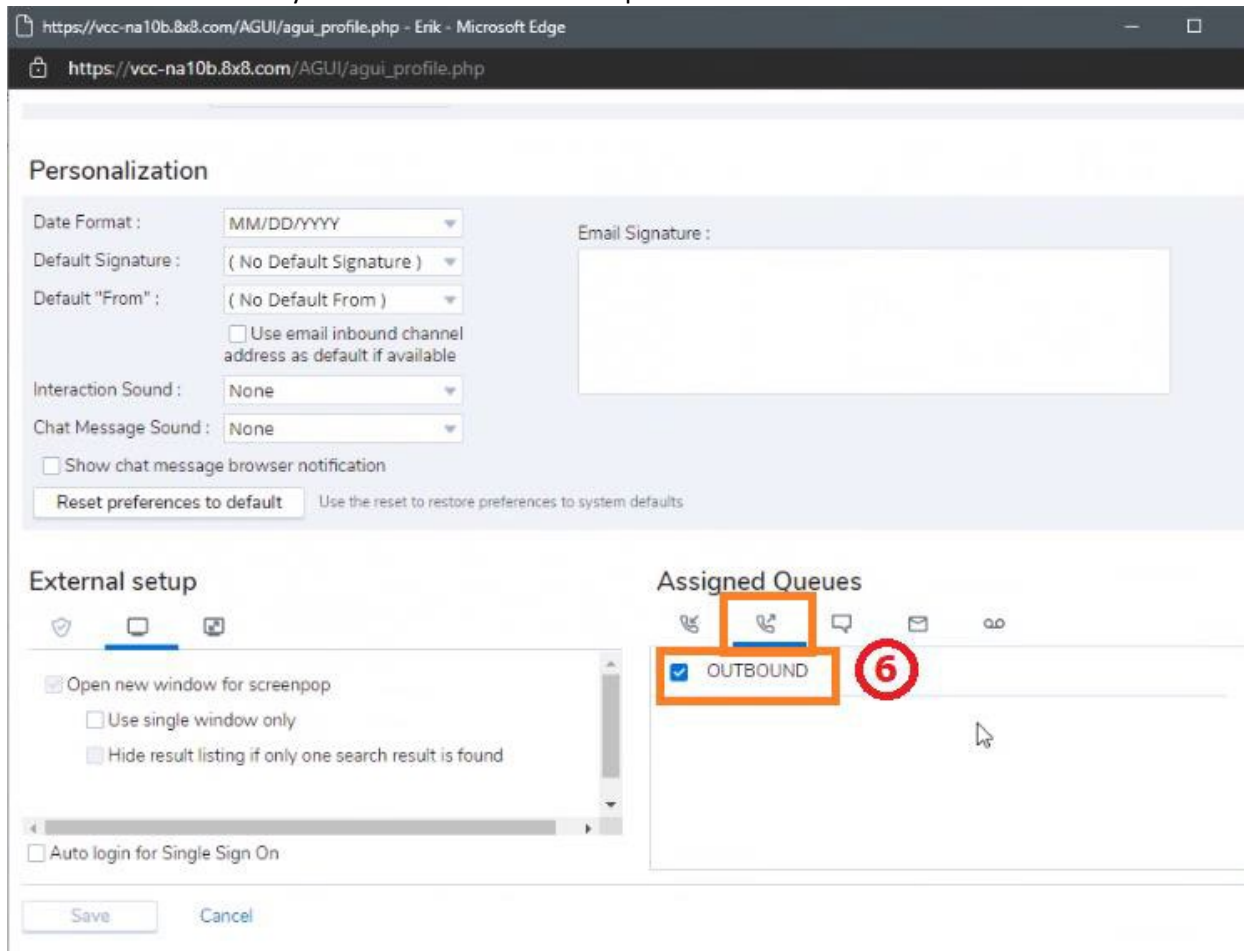 https://vcc-na10b.8x8.com/AGUI/agui_profile.php - Erik - Microsoft Edge
https://vcc-na10b.8x8.com/AGUI/agui_profile.php
Personalization
Date Format :
MM/DD/YYYY
Email Signature :
Default Signature :
( No Default Signature )
Default "From" :
( No Default From )
Use email inbound channel
address as default if available
Interaction Sound :
None
Chat Message Sound :
None
Show chat message browser notification
Reset preferences to default
Use the reset to restore preferences to system defaults
External setup
Open new window for screenpop
Use single window only
Hide result listing if only one search result is found
Auto login for Single Sign On
Assigned Queues
OUTBOUND
6
Save
Cancel